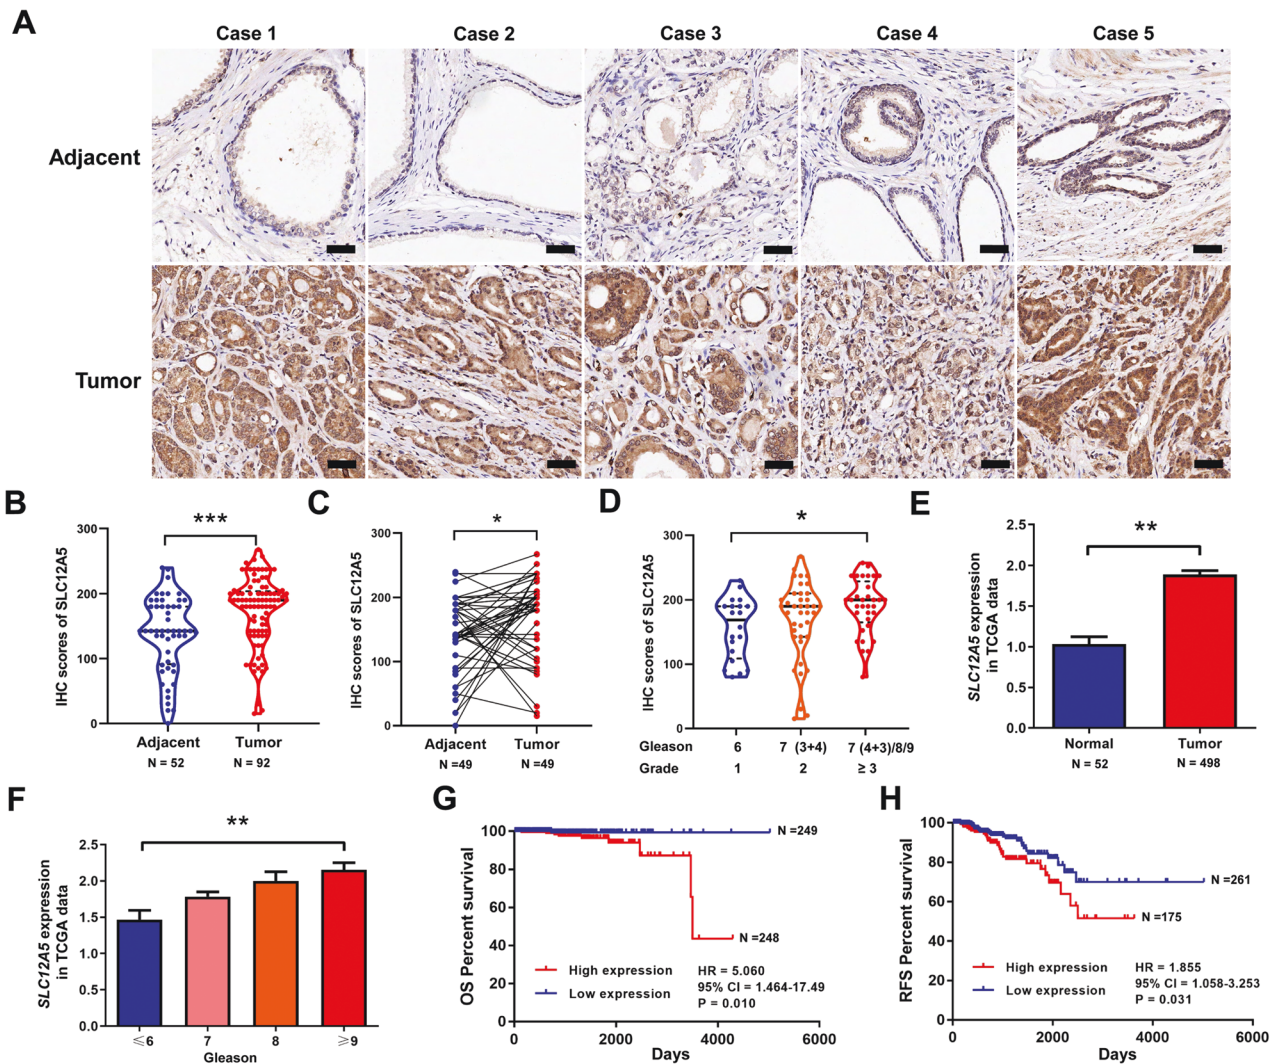 A
Case 1 Case 2 Case 3 Case 4 Case 5
Adjacent
Tumor
B
IHC scores of SLC12A5
300
200
100
0
***
Adjacent Tumor
N = 52 N = 92
C
IHC scores of SLC12A5
300
200
100
0
*
Adjacent Tumor
N =49 N =49
D
IHC scores of SLC12A5
300
200
100
0
*
Gleason 6 7 (3+4) 7 (4+3)/8/9
Grade 1 2 ≥ 3
E
SLC12A5 expression
in TCGA data
2.5
2.0
1.5
1.0
0.5
0.0
**
Normal Tumor
N = 52 N = 498
F
SLC12A5 expression
in TCGA data
2.5
2.0
1.5
1.0
0.5
0.0
**
≤6 7 8 ≥9
Gleason
G
OS Percent survival
100
80
60
40
20
0
N =249
N =248
High expression
Low expression
HR = 5.060
95% CI = 1.464-17.49
P = 0.010
0 2000 4000 6000
Days
H
RFS Percent survival
100
80
60
40
20
0
N =261
N =175
High expression
Low expression
HR = 1.855
95% CI = 1.058-3.253
P = 0.031
0 2000 4000 6000
Days